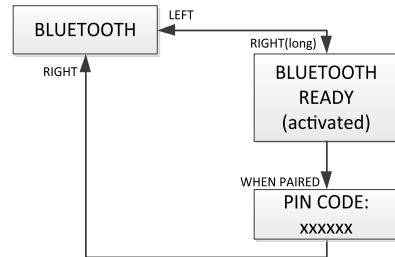 BLUETOOTH
LEFT
RIGHT(long)
RIGHT
BLUETOOTH
READY
(activated)
WHEN PAIRED
PIN CODE:
xxxxxx